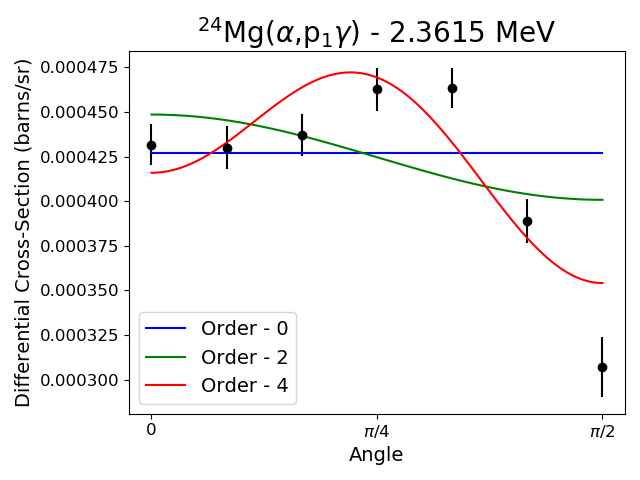 ²⁴Mg(α,p₁γ) - 2.3615 MeV
Differential Cross-Section (barns/sr)
0.000475
0.000450
0.000425
0.000400
0.000375
0.000350
0.000325
0.000300
Order - 0
Order - 2
Order - 4
0 π/4 π/2
Angle